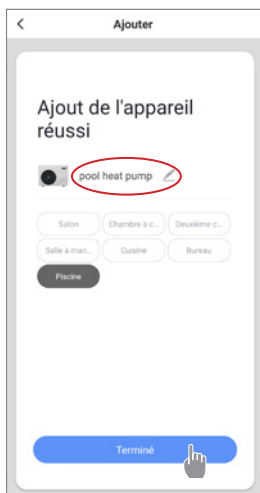 Ajouter
Ajout de l'appareil
réussi
pool heat pump
Salon
Chambre à c...
Deuxième c...
Salle à man...
Cuisine
Bureau
Piscine
Terminé